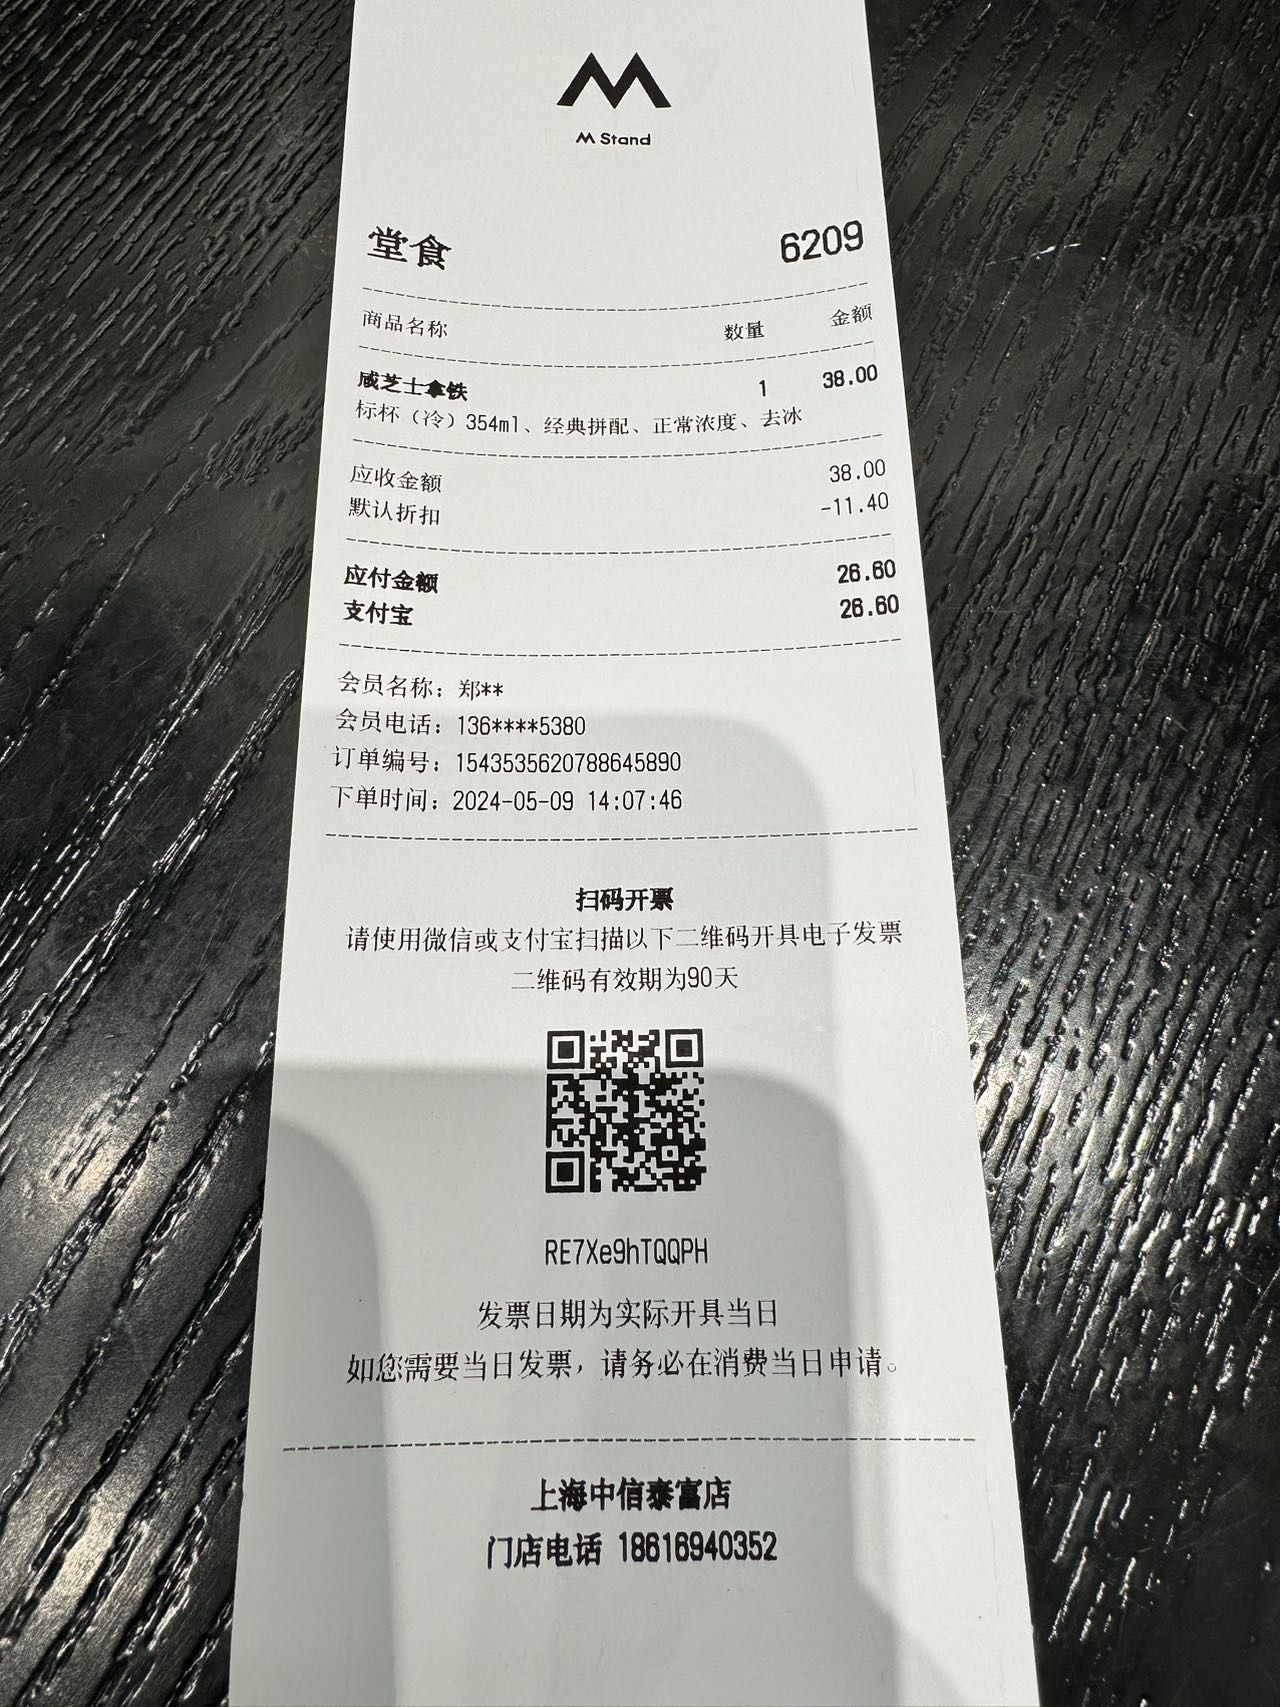 M Stand
堂食 6209
商品名称 数量 金额
咸芝士拿铁 1 38.00
标杯（冷）354ml、经典拼配、正常浓度、去冰
应收金额 38.00
默认折扣 -11.40
应付金额 26.60
支付宝 26.60
会员名称：郑**
会员电话：136****5380
订单编号：1543535620788645890
下单时间：2024-05-09 14:07:46
扫码开票
请使用微信或支付宝扫描以下二维码开具电子发票
二维码有效期为90天
RE7Xe9hTQQPH
发票日期为实际开具当日
如您需要当日发票，请务必在消费当日申请。
上海中信泰富店
门店电话 18616940352